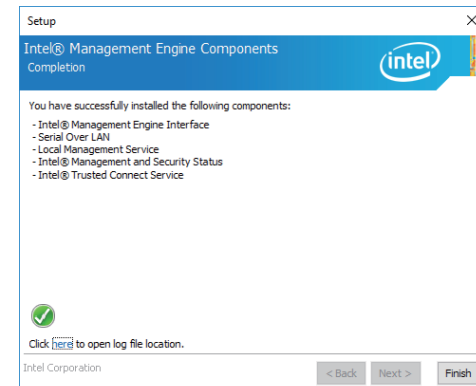 Setup
Intel® Management Engine Components
Completion
intel
You have successfully installed the following components:
- Intel® Management Engine Interface
- Serial Over LAN
- Local Management Service
- Intel® Management and Security Status
- Intel® Trusted Connect Service
Click here to open log file location.
Intel Corporation
< Back Next > Finish